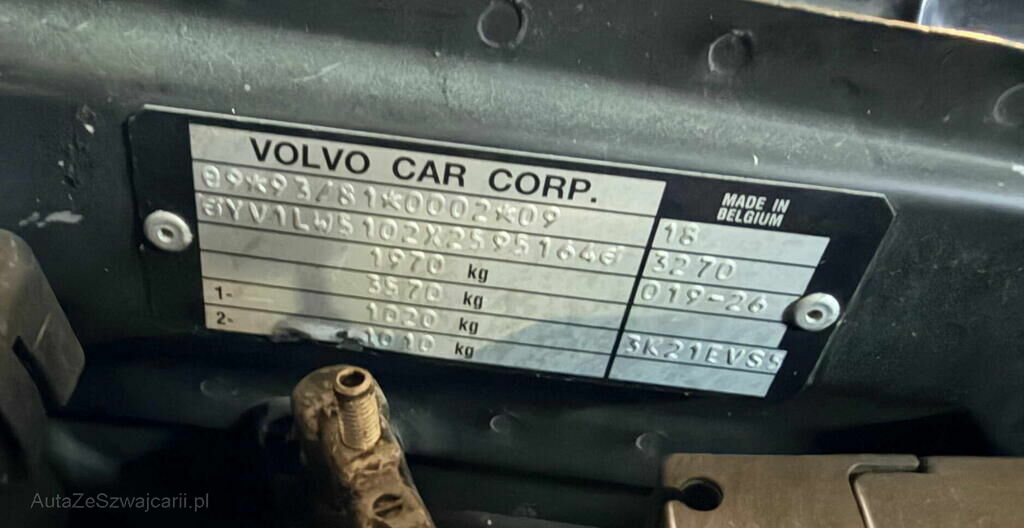 VOLVO CAR CORP.
e9*93/81*0002*09
YV1LW5102X2595164
1970 kg
3570 kg
1- 1020 kg
2- 1010 kg
MADE IN
BELGIUM
18
3270
019-26
3K21EVS5
AutaZeSzwajcarii.pl